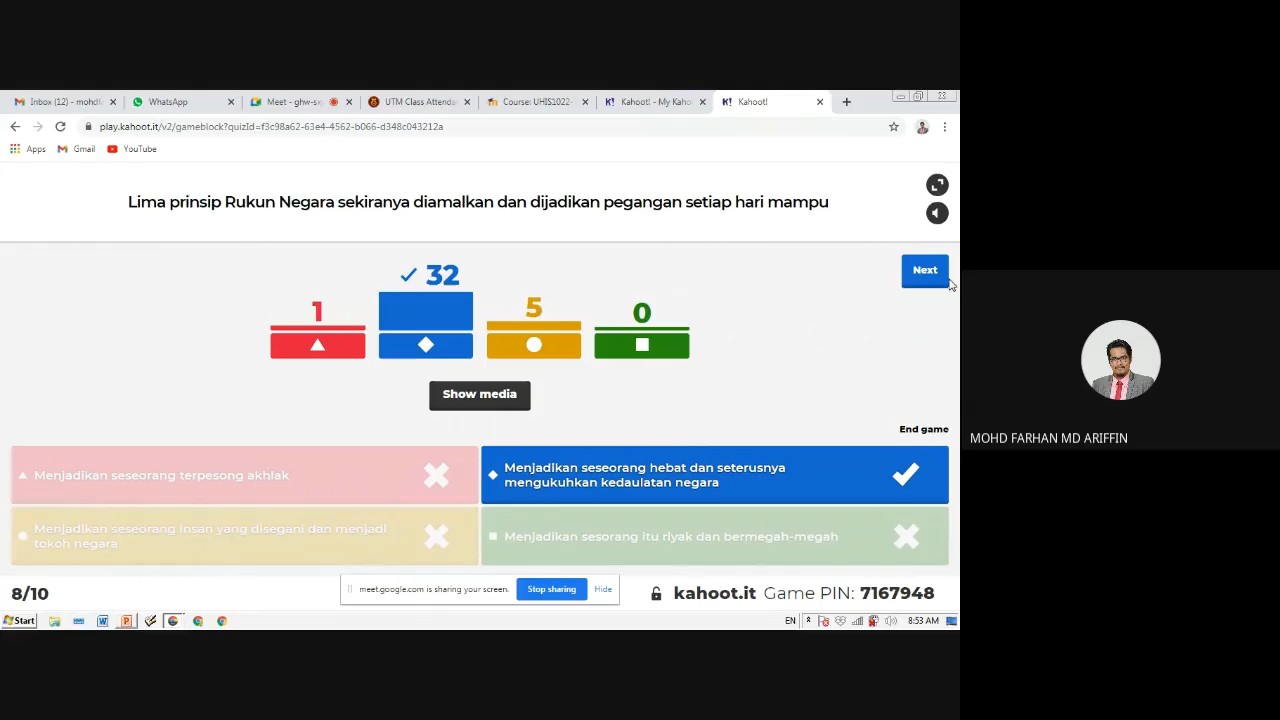 Inbox (12) - mohdf
WhatsApp
Meet - ghw-sx
UTM Class Attenda
Course: UHIS1022-
Kahoot! - My Kaho
Kahoot!
play.kahoot.it/v2/gameblock?quizId=f3c98a62-63e4-4562-b066-d348c043212a
Apps
Gmail
YouTube
Lima prinsip Rukun Negara sekiranya diamalkan dan dijadikan pegangan setiap hari mampu
Next
1
32
5
0
Show media
End game
Menjadikan seseorang terpesong akhlak
Menjadikan seseorang hebat dan seterusnya
mengukuhkan kedaulatan negara
Menjadikan seseorang insan yang disegani dan menjadi
tokoh negara
Menjadikan sesorang itu riyak dan bermegah-megah
8/10
meet.google.com is sharing your screen.
Stop sharing
Hide
kahoot.it Game PIN: 7167948
Start
EN
8:53 AM
MOHD FARHAN MD ARIFFIN